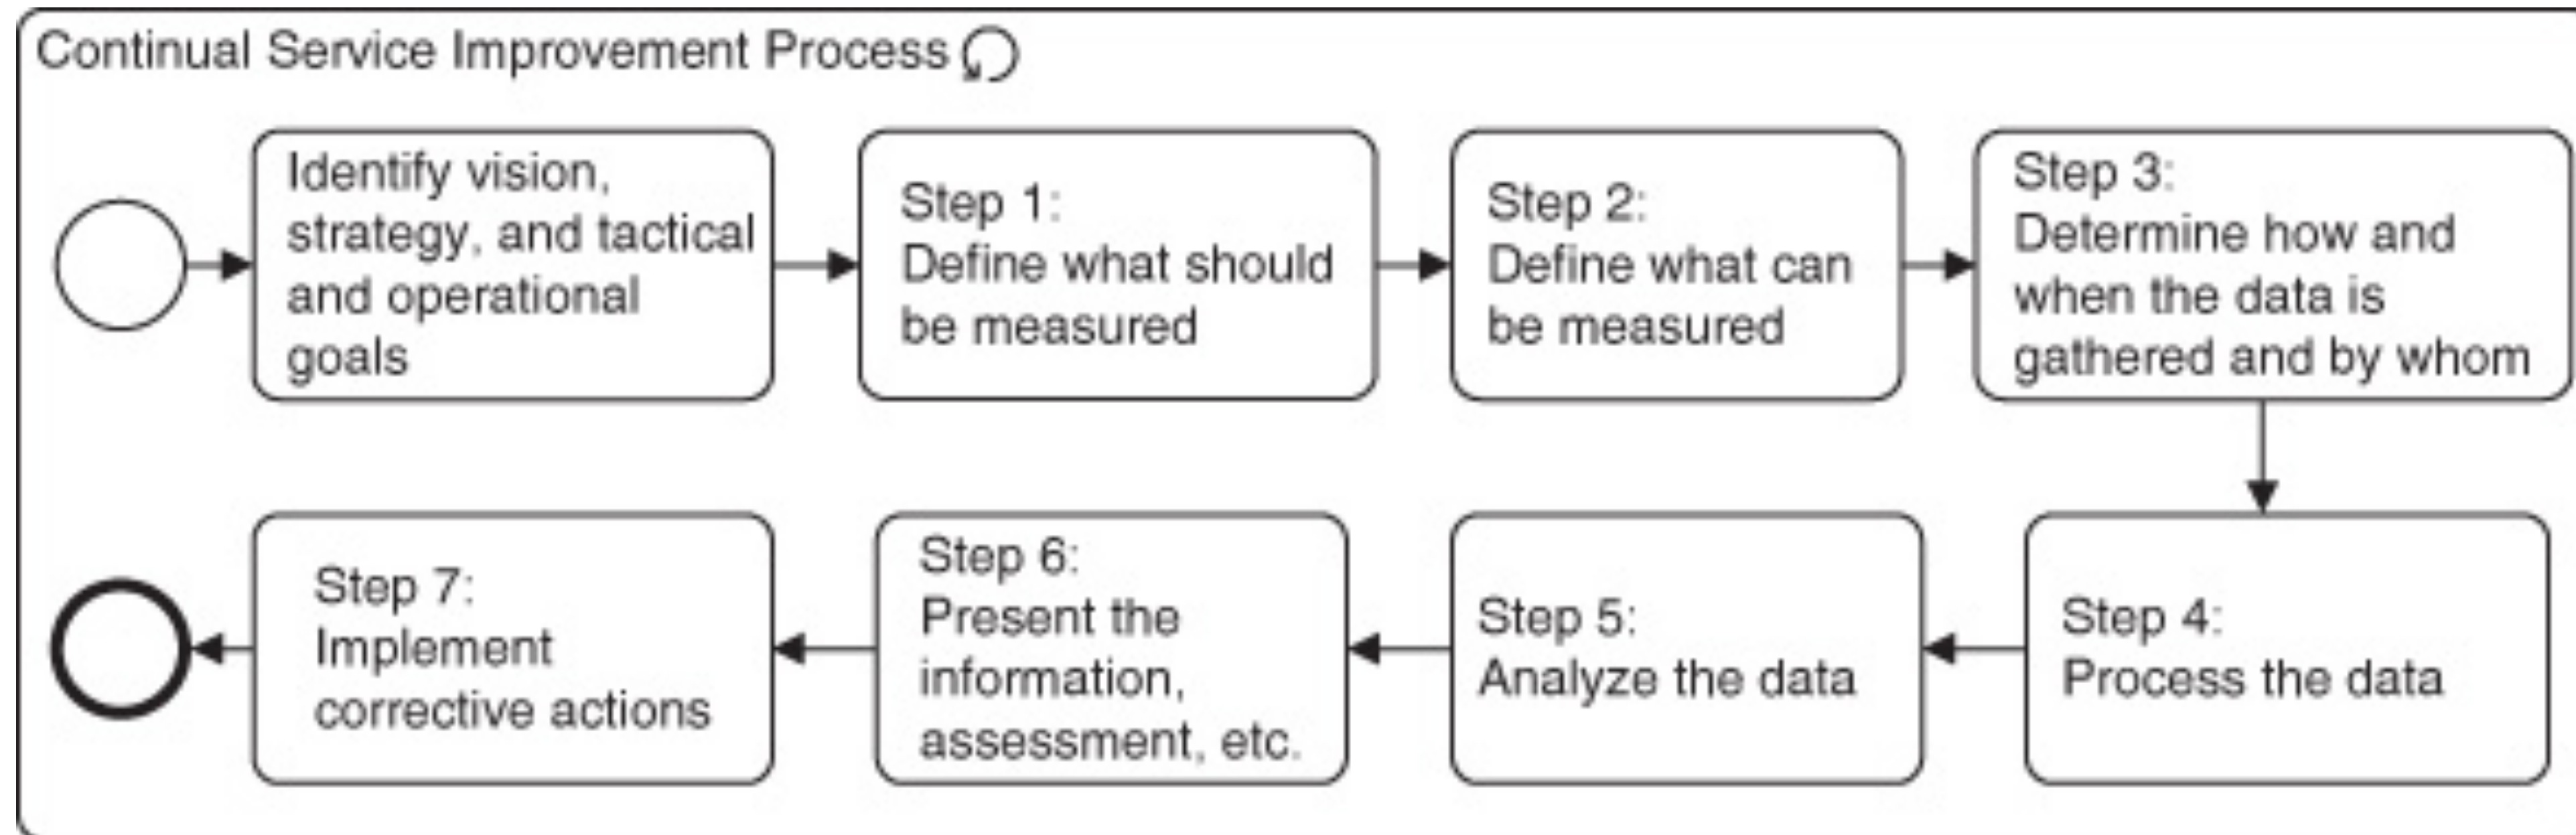 Continual Service Improvement Process
Identify vision,
strategy, and tactical
and operational
goals
Step 1:
Define what should
be measured
Step 2:
Define what can
be measured
Step 3:
Determine how and
when the data is
gathered and by whom
Step 7:
Implement
corrective actions
Step 6:
Present the
information,
assessment, etc.
Step 5:
Analyze the data
Step 4:
Process the data